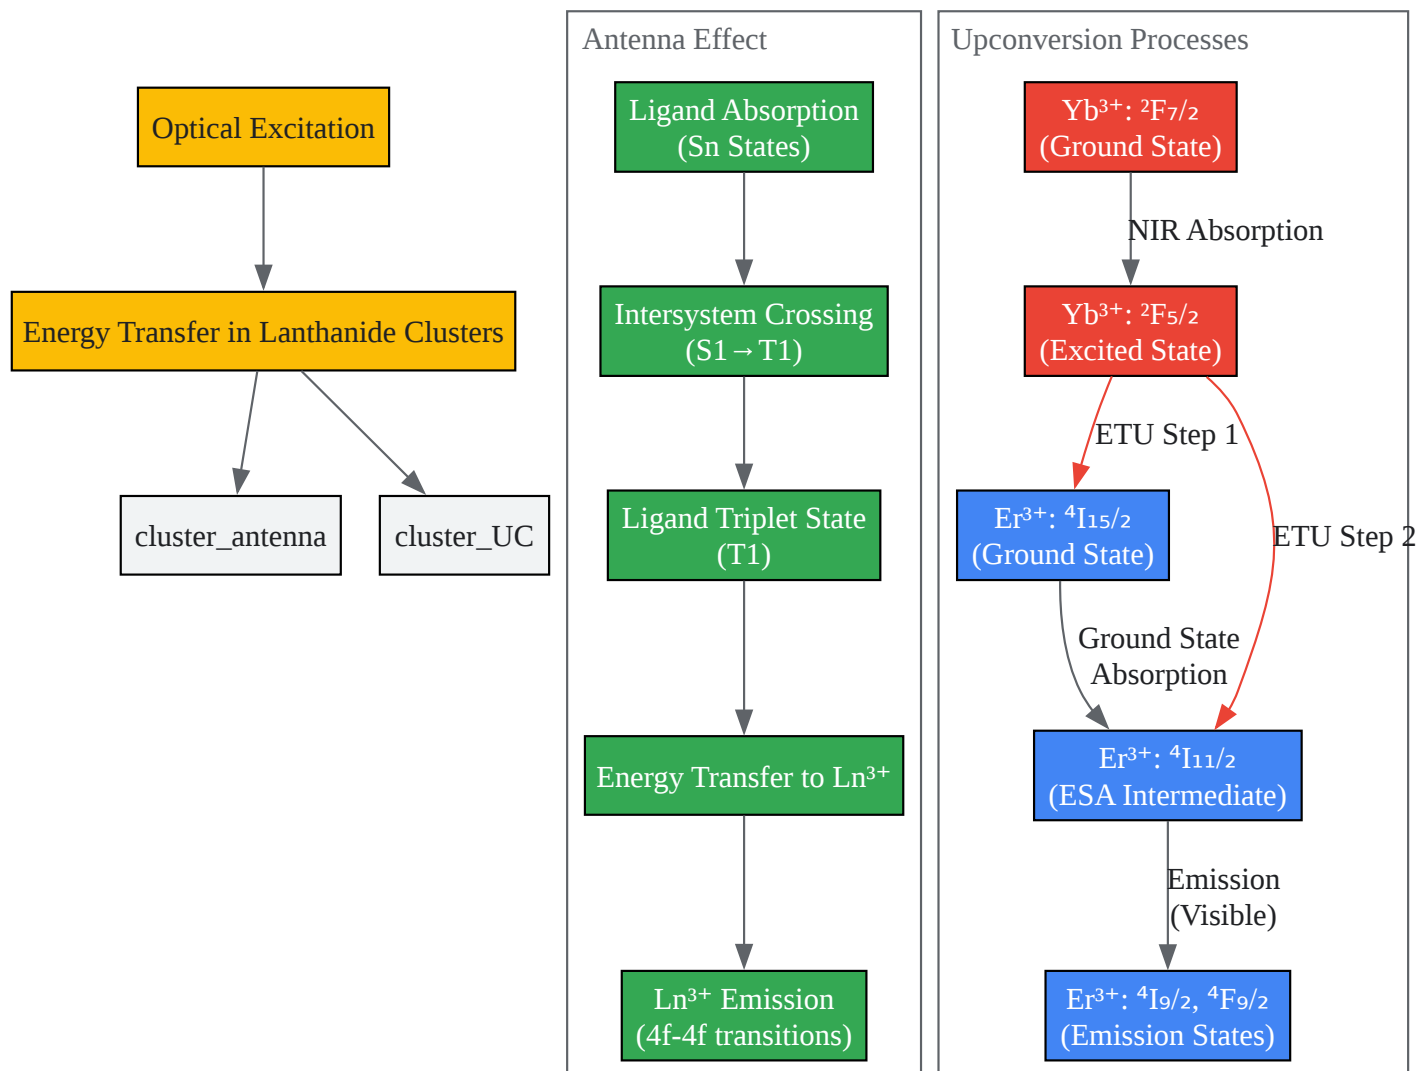 Optical Excitation
Energy Transfer in Lanthanide Clusters
cluster_antenna
cluster_UC
Antenna Effect
Ligand Absorption
(Sn States)
Intersystem Crossing
(S1→T1)
Ligand Triplet State
(T1)
Energy Transfer to Ln³⁺
Ln³⁺ Emission
(4f-4f transitions)
Upconversion Processes
Yb³⁺: ²F₇/₂
(Ground State)
NIR Absorption
Yb³⁺: ²F₅/₂
(Excited State)
ETU Step 1
Er³⁺: ⁴I₁₅/₂
(Ground State)
ETU Step 2
Ground State
Absorption
Er³⁺: ⁴I₁₁/₂
(ESA Intermediate)
Emission
(Visible)
Er³⁺: ⁴I₉/₂, ⁴F₉/₂
(Emission States)